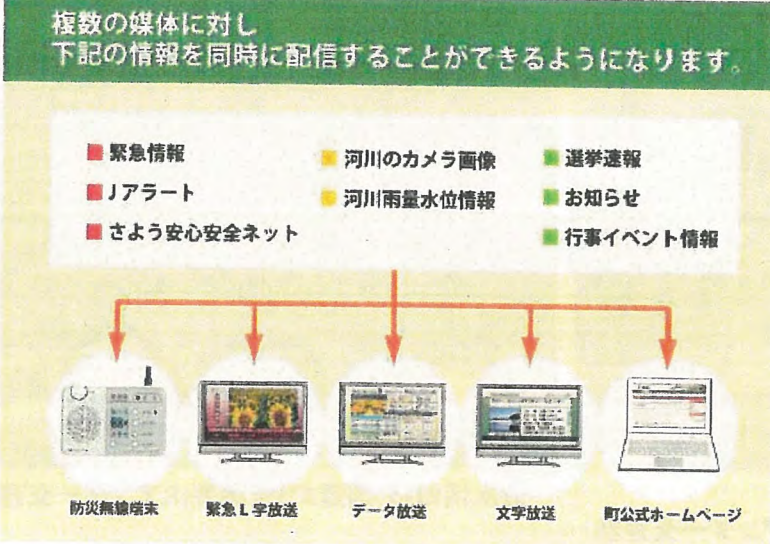 複数の媒体に対し
下記の情報を同時に配信することができるようになります。
緊急情報
Jアラート
さよう安心安全ネット
河川のカメラ画像
河川雨量水位情報
選挙速報
お知らせ
行事イベント情報
防災無線端末
緊急L字放送
データ放送
文字放送
町公式ホームページ